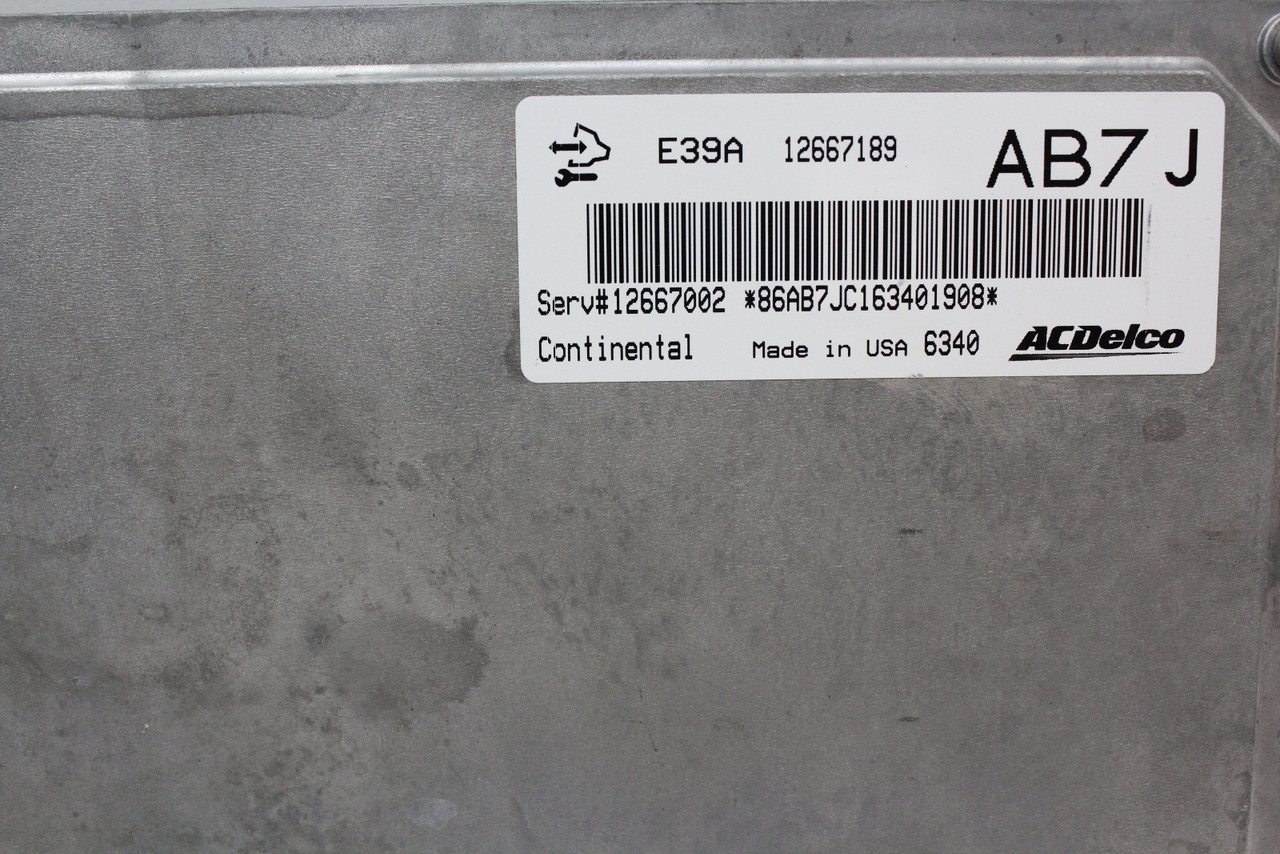 E39A 12667189 AB7J
Serv#12667002 *86AB7JC163401908*
Continental Made in USA 6340 ACDelco